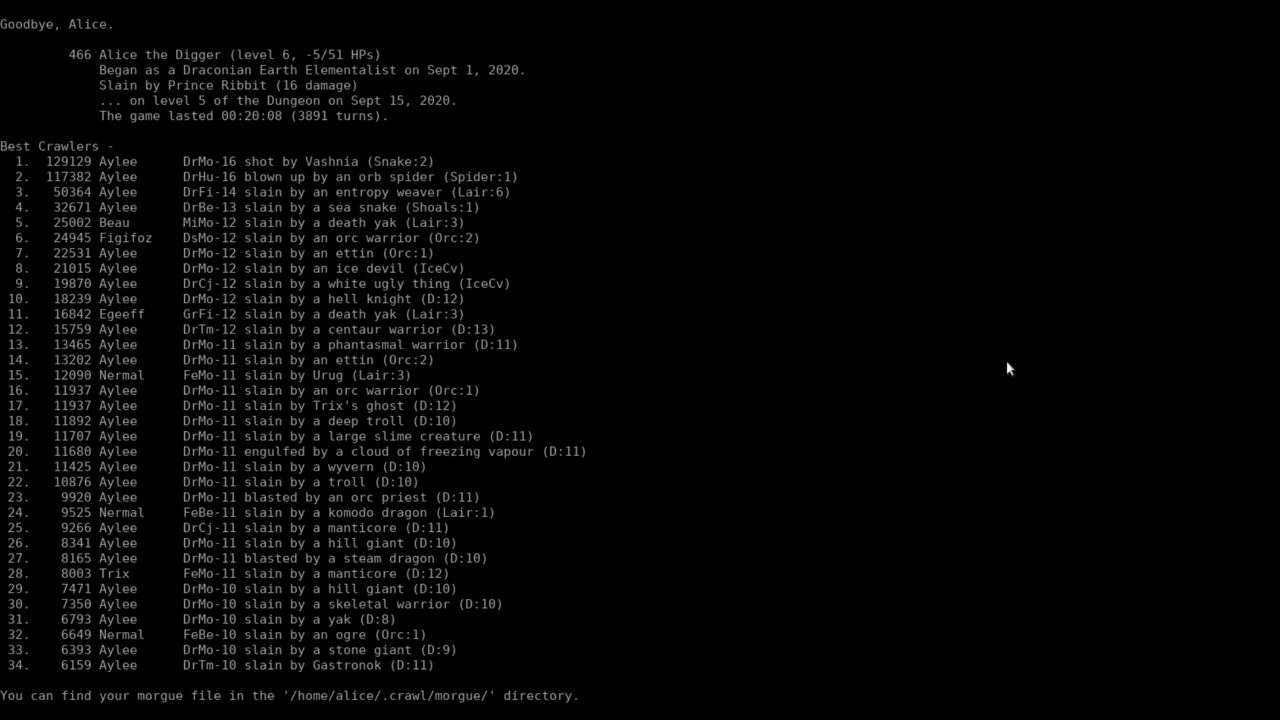 Goodbye, Alice.
466 Alice the Digger (level 6, -5/51 HPs)
Began as a Draconian Earth Elementalist on Sept 1, 2020.
Slain by Prince Ribbit (16 damage)
... on level 5 of the Dungeon on Sept 15, 2020.
The game lasted 00:20:08 (3891 turns).
Best Crawlers -
1. 129129 Aylee DrMo-16 shot by Vashnia (Snake:2)
2. 117382 Aylee DrHu-16 blown up by an orb spider (Spider:1)
3. 50364 Aylee DrFi-14 slain by an entropy weaver (Lair:6)
4. 32671 Aylee DrBe-13 slain by a sea snake (Shoals:1)
5. 25002 Beau MiMo-12 slain by a death yak (Lair:3)
6. 24945 Figifoz DsMo-12 slain by an orc warrior (Orc:2)
7. 22531 Aylee DrMo-12 slain by an ettin (Orc:1)
8. 21015 Aylee DrMo-12 slain by an ice devil (IceCv)
9. 19870 Aylee DrCj-12 slain by a white ugly thing (IceCv)
10. 18239 Aylee DrMo-12 slain by a hell knight (D:12)
11. 16842 Egeeff GrFi-12 slain by a death yak (Lair:3)
12. 15759 Aylee DrTm-12 slain by a centaur warrior (D:13)
13. 13465 Aylee DrMo-11 slain by a phantasmal warrior (D:11)
14. 13202 Aylee DrMo-11 slain by an ettin (Orc:2)
15. 12090 Nermal FeMo-11 slain by Urug (Lair:3)
16. 11937 Aylee DrMo-11 slain by an orc warrior (Orc:1)
17. 11937 Aylee DrMo-11 slain by Trix's ghost (D:12)
18. 11892 Aylee DrMo-11 slain by a deep troll (D:10)
19. 11707 Aylee DrMo-11 slain by a large slime creature (D:11)
20. 11680 Aylee DrMo-11 engulfed by a cloud of freezing vapour (D:11)
21. 11425 Aylee DrMo-11 slain by a wyvern (D:10)
22. 10876 Aylee DrMo-11 slain by a troll (D:10)
23. 9920 Aylee DrMo-11 blasted by an orc priest (D:11)
24. 9525 Nermal FeBe-11 slain by a komodo dragon (Lair:1)
25. 9266 Aylee DrCj-11 slain by a manticore (D:11)
26. 8341 Aylee DrMo-11 slain by a hill giant (D:10)
27. 8165 Aylee DrMo-11 blasted by a steam dragon (D:10)
28. 8003 Trix FeMo-11 slain by a manticore (D:12)
29. 7471 Aylee DrMo-10 slain by a hill giant (D:10)
30. 7350 Aylee DrMo-10 slain by a skeletal warrior (D:10)
31. 6793 Aylee DrMo-10 slain by a yak (D:8)
32. 6649 Nermal FeBe-10 slain by an ogre (Orc:1)
33. 6393 Aylee DrMo-10 slain by a stone giant (D:9)
34. 6159 Aylee DrTm-10 slain by Gastronok (D:11)
You can find your morgue file in the '/home/alice/.crawl/morgue/' directory.